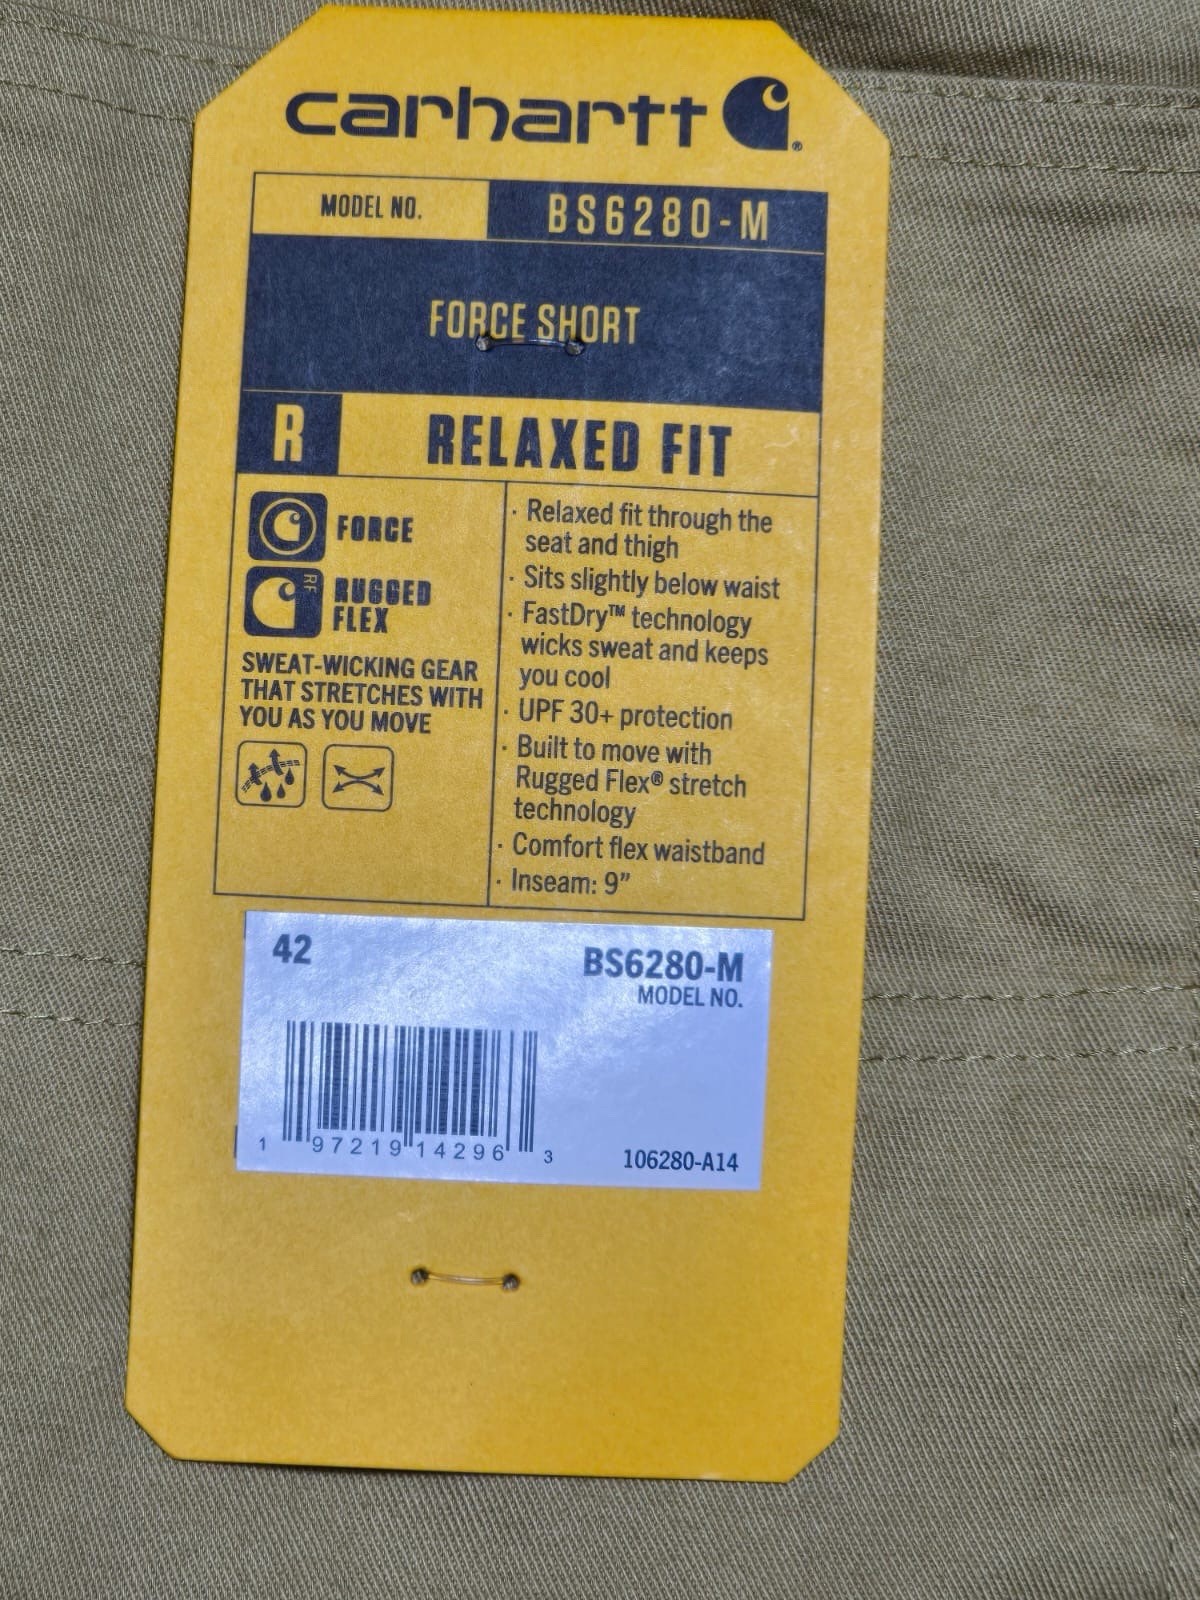 carhartt
MODEL NO. BS6280-M
FORCE SHORT
R RELAXED FIT
FORCE
RF
RUGGED
FLEX
SWEAT-WICKING GEAR
THAT STRETCHES WITH
YOU AS YOU MOVE
· Relaxed fit through the
seat and thigh
· Sits slightly below waist
· FastDry™ technology
wicks sweat and keeps
you cool
· UPF 30+ protection
· Built to move with
Rugged Flex® stretch
technology
· Comfort flex waistband
· Inseam: 9"
42
BS6280-M
MODEL NO.
1 97219 14296 3
106280-A14